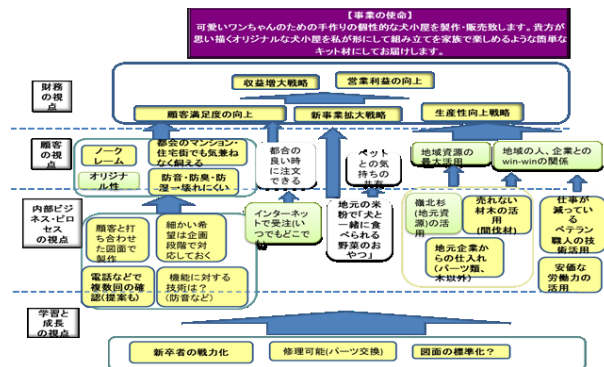 【事業の使命】
可愛いワンちゃんのための手作りの個性的な犬小屋を製作・販売致します。貴方が
思い描くオリジナルな犬小屋を私が形にして組み立てを家族で楽しめるような簡単な
キット材にしてお届けします。
財務の
視点
収益増大戦略
営業利益の向上
顧客満足度の向上
新事業拡大戦略
生産性向上戦略
顧客の
視点
ノーク
レーム
都会のマンション・
住宅街でも気兼ね
なく飼える
オリジナ
ル性
防音・防臭・防
湿ー壊れにくい
都合の
良い時
に注文
できる
ペット
との気
持ちの
地域資源の
最大活用
地域の人、企業との
win-winの関係
内部ビジ
ネス・プロ
セスの
視点
顧客と打
ち合わせ
た図面で
製作
細かい希
望は企画
段階で対
応しておく
電話などで
複数回の確
認(提案も)
機能に対する
技術は？
(防音など)
インターネッ
トで受注(い
つでもどこで
地元の米
粉で「犬と
一緒に食
べられる
野菜のお
やつ」
嶺北杉
(地元資
源)の活
用
売れない
材木の活
用
(間伐材)
地元企業か
らの仕入れ
(パーツ類、
木以外)
仕事が
減ってい
る
ベテラン
職人の技
術活用
安価な
労働力の
活用
学習と
成長
の視点
新卒者の戦力化
修理可能(パーツ交換)
図面の標準化？